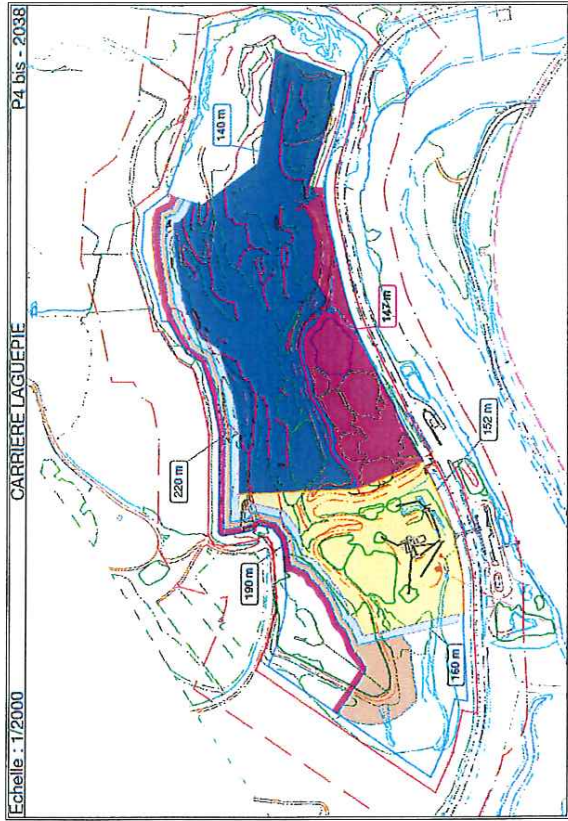 Echelle : 1/2000 CARRIERE LAGUEPIE P4 bis - 2038
140 m
220 m
147 m
190 m
152 m
160 m